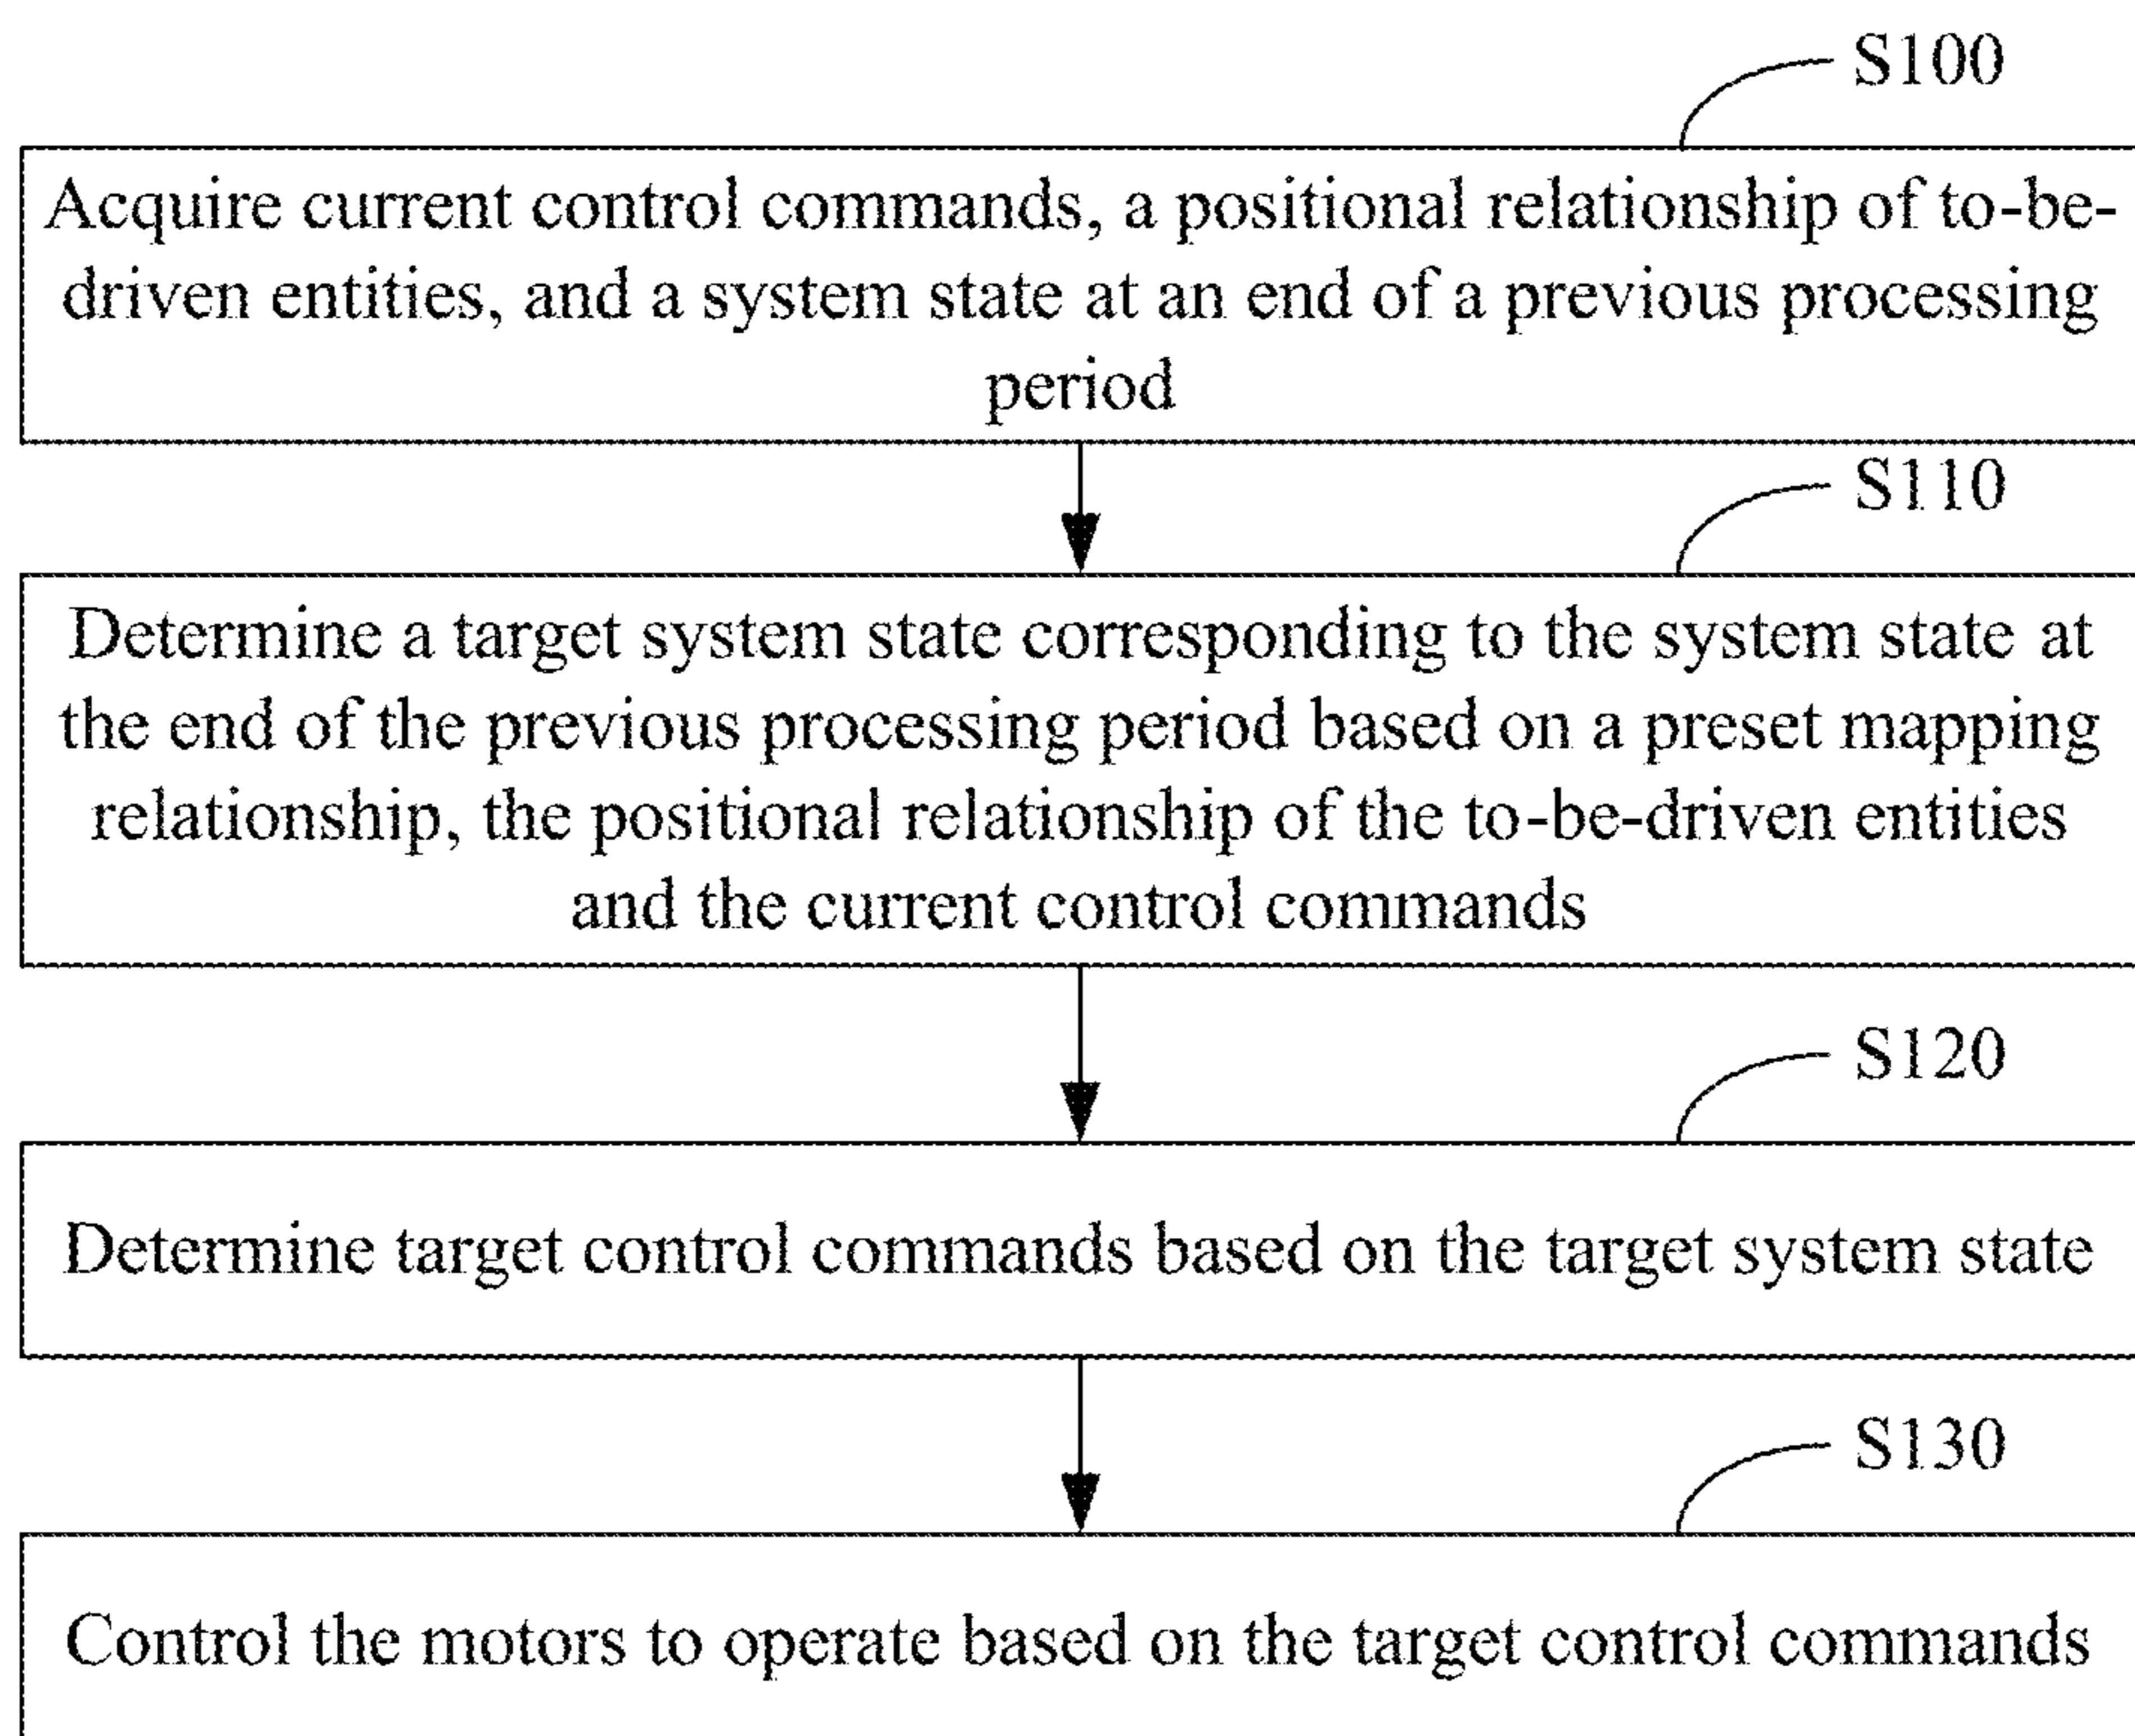 S100
Acquire current control commands, a positional relationship of to-be-
driven entities, and a system state at an end of a previous processing
period
S110
Determine a target system state corresponding to the system state at
the end of the previous processing period based on a preset mapping
relationship, the positional relationship of the to-be-driven entities
and the current control commands
S120
Determine target control commands based on the target system state
S130
Control the motors to operate based on the target control commands